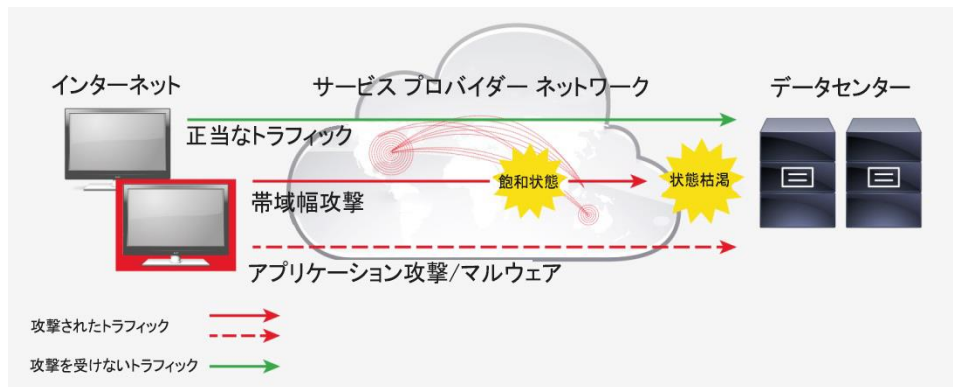 インターネット
サービス プロバイダー ネットワーク
データセンター
正当なトラフィック
飽和状態
状態枯渇
帯域幅攻撃
アプリケーション攻撃/マルウェア
攻撃されたトラフィック
攻撃を受けないトラフィック